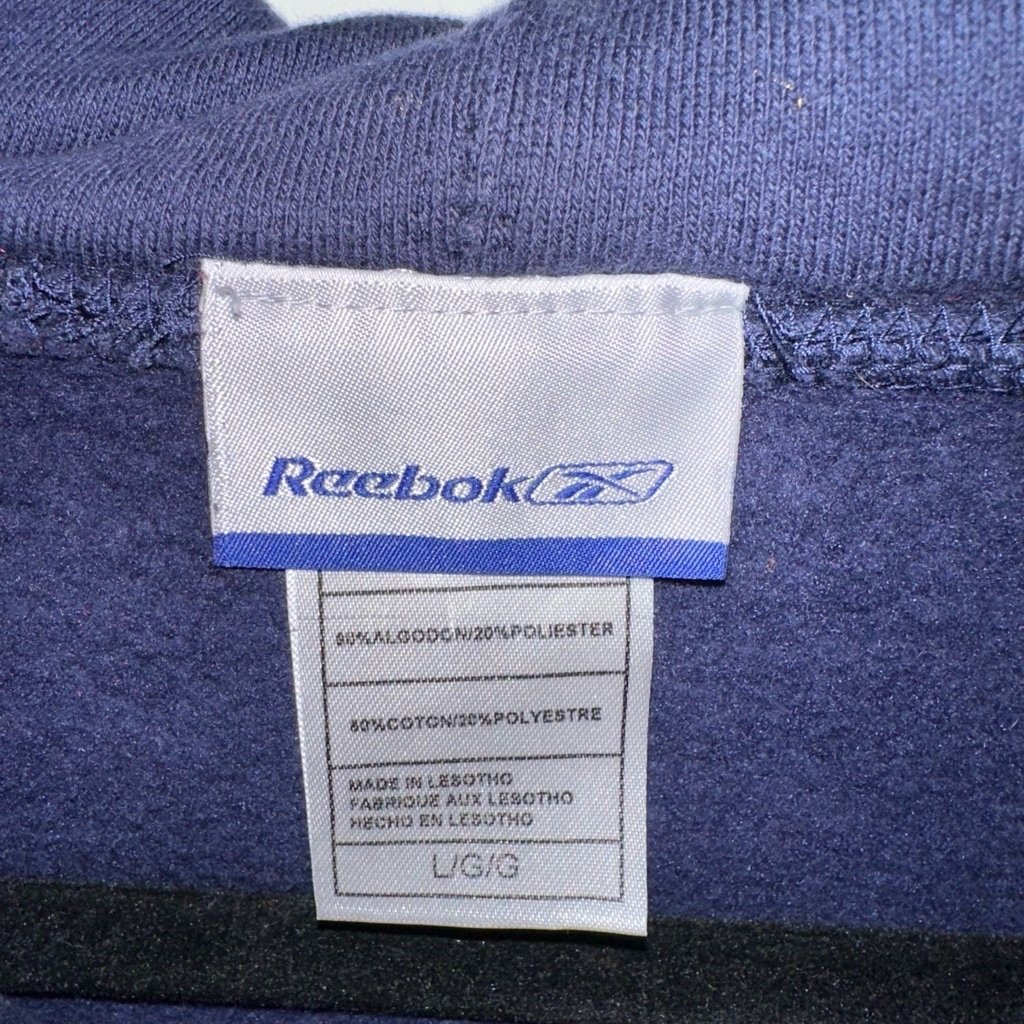 Reebok
80%ALGODON/20%POLIESTER
80%COTON/20%POLYESTRE
MADE IN LESOTHO
FABRIQUE AUX LESOTHO
HECHO EN LESOTHO
L/G/G